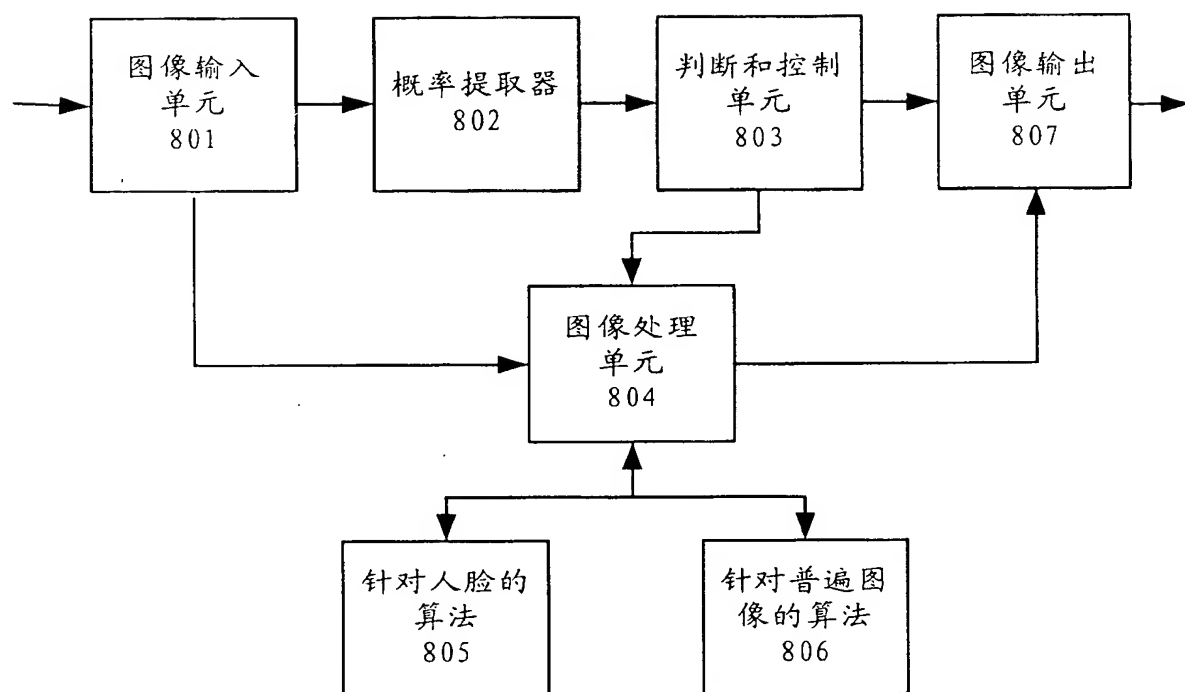 图像输入
单元
801
概率提取器
802
判断和控制
单元
803
图像输出
单元
807
图像处理
单元
804
针对人脸的
算法
805
针对普遍图
像的算法
806